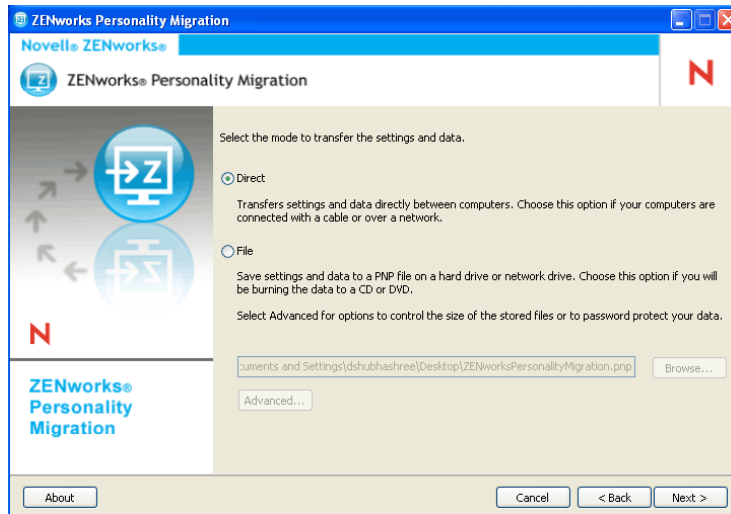 ZENworks Personality Migration
Novell® ZENworks®
ZENworks® Personality Migration
N
Select the mode to transfer the settings and data.
Direct
Transfers settings and data directly between computers. Choose this option if your computers are
connected with a cable or over a network.
File
Save settings and data to a PNP file on a hard drive or network drive. Choose this option if you will
be burning the data to a CD or DVD.
Select Advanced for options to control the size of the stored files or to password protect your data.
:uments and Settings\dshubhashree\Desktop\ZENworksPersonalityMigration.pnp
Browse...
Advanced...
Z
Z
N
ZENworks®
Personality
Migration
About
Cancel
< Back
Next >